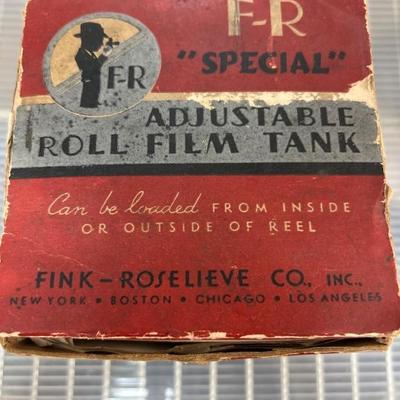 F-R
F-R
"SPECIAL"
ADJUSTABLE
ROLL FILM TANK
Can be loaded FROM INSIDE
OR OUTSIDE OF REEL
FINK-ROSELIEVE CO., INC.,
NEW YORK • BOSTON • CHICAGO • LOS ANGELES